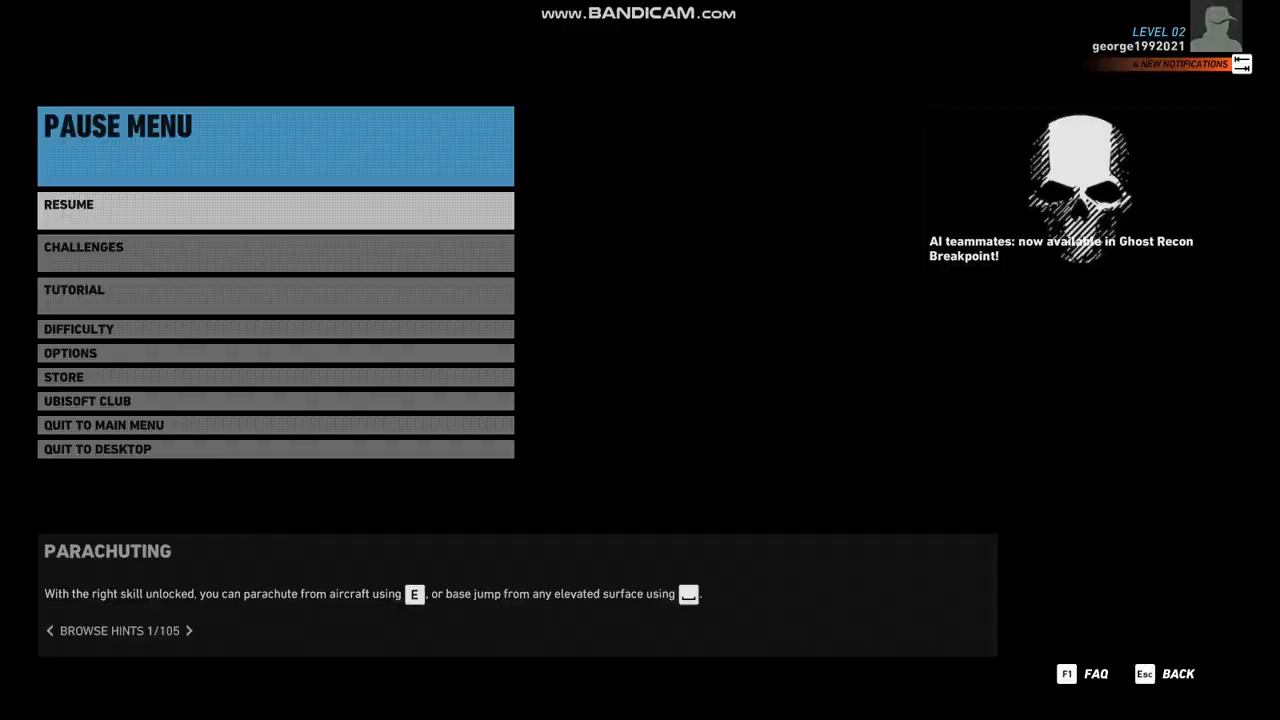 www.BANDICAM.com
LEVEL 02
george1992021
NEW NOTIFICATIONS
PAUSE MENU
RESUME
CHALLENGES
TUTORIAL
DIFFICULTY
OPTIONS
STORE
UBISOFT CLUB
QUIT TO MAIN MENU
QUIT TO DESKTOP
AI teammates: now available in Ghost Recon
Breakpoint!
PARACHUTING
With the right skill unlocked, you can parachute from aircraft using E, or base jump from any elevated surface using .
BROWSE HINTS 1/105
F1 FAQ Esc BACK